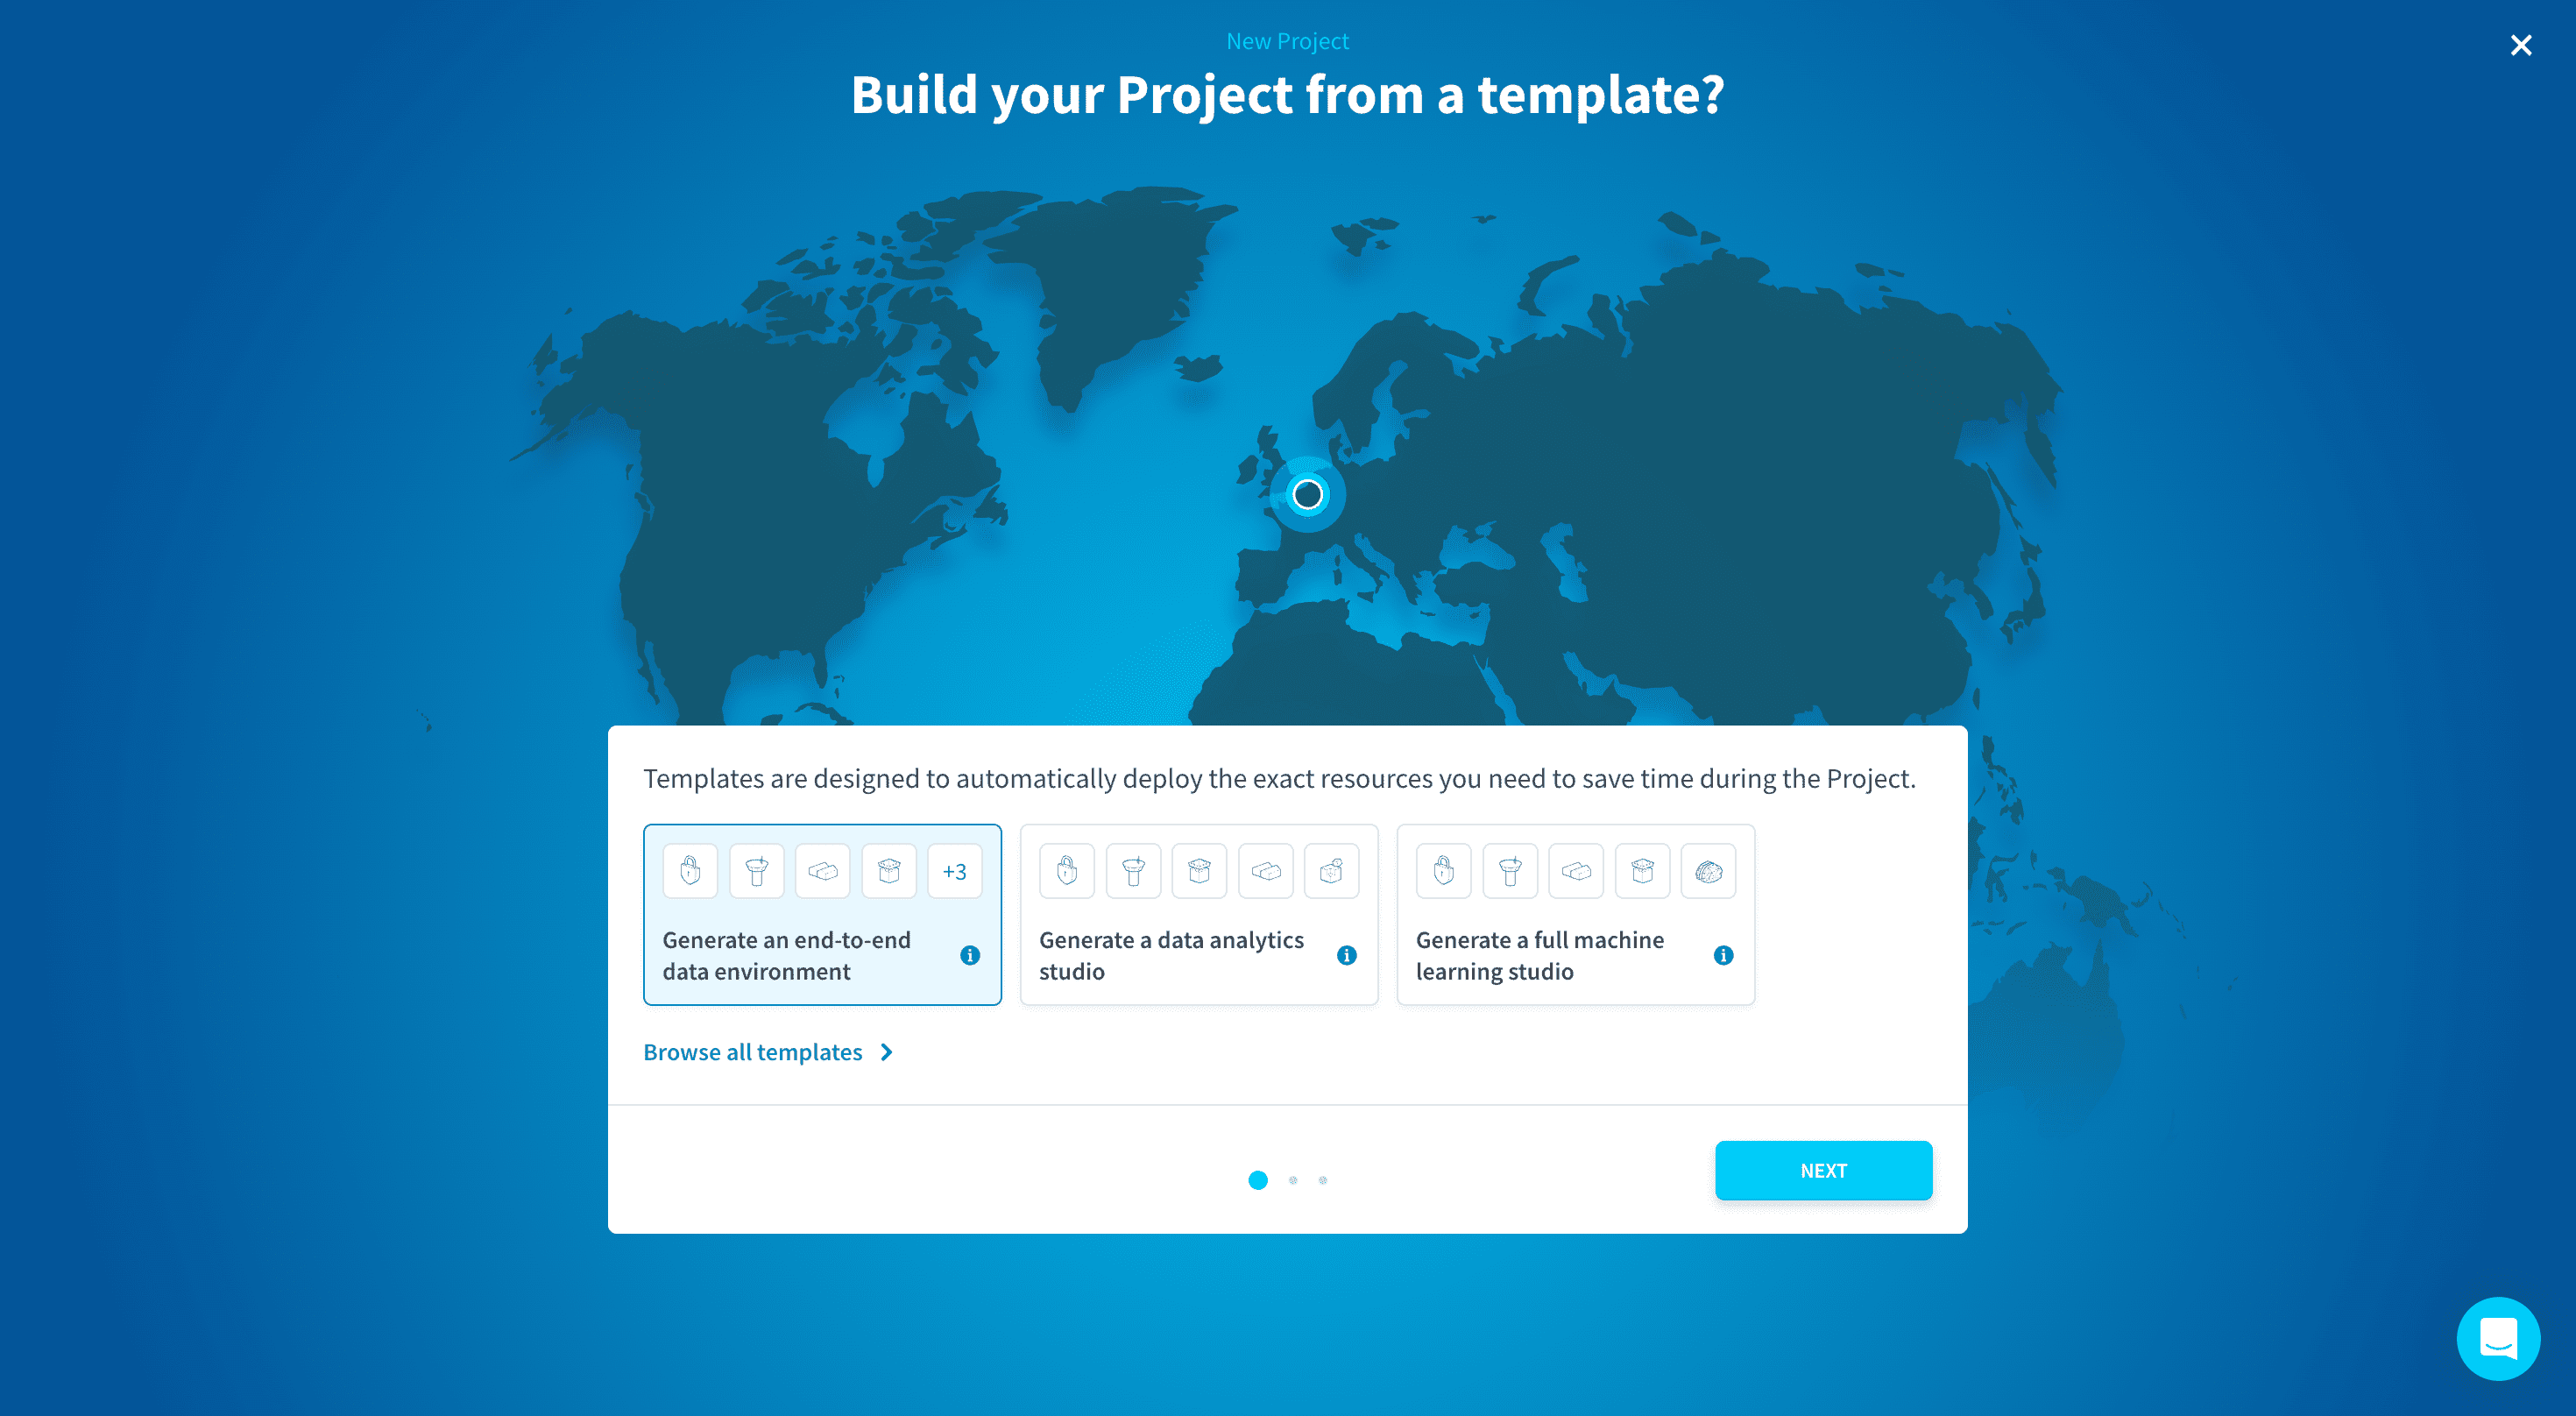 New Project
Build your Project from a template?
Templates are designed to automatically deploy the exact resources you need to save time during the Project.
+3
Generate an end-to-end
data environment
Generate a data analytics
studio
Generate a full machine
learning studio
Browse all templates
NEXT